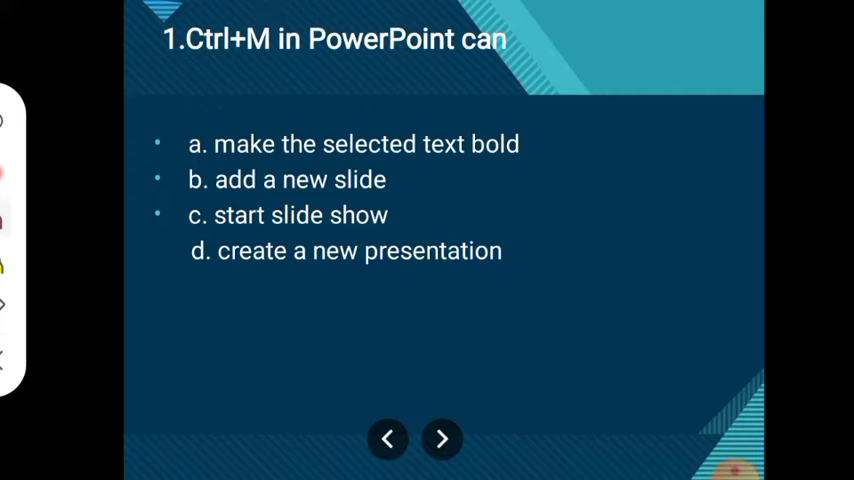 1.Ctrl+M in PowerPoint can
• a. make the selected text bold
• b. add a new slide
• c. start slide show
d. create a new presentation